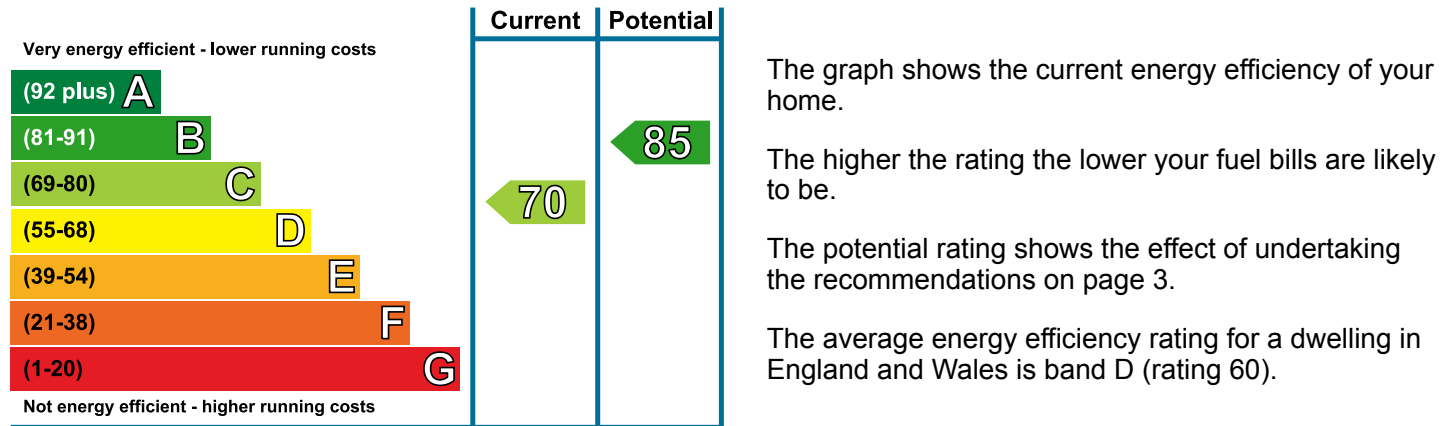 Current Potential
Very energy efficient - lower running costs
(92 plus) A
(81-91) B
85
(69-80) C
70
(55-68) D
(39-54) E
(21-38) F
(1-20) G
Not energy efficient - higher running costs
The graph shows the current energy efficiency of your
home.
The higher the rating the lower your fuel bills are likely
to be.
The potential rating shows the effect of undertaking
the recommendations on page 3.
The average energy efficiency rating for a dwelling in
England and Wales is band D (rating 60).